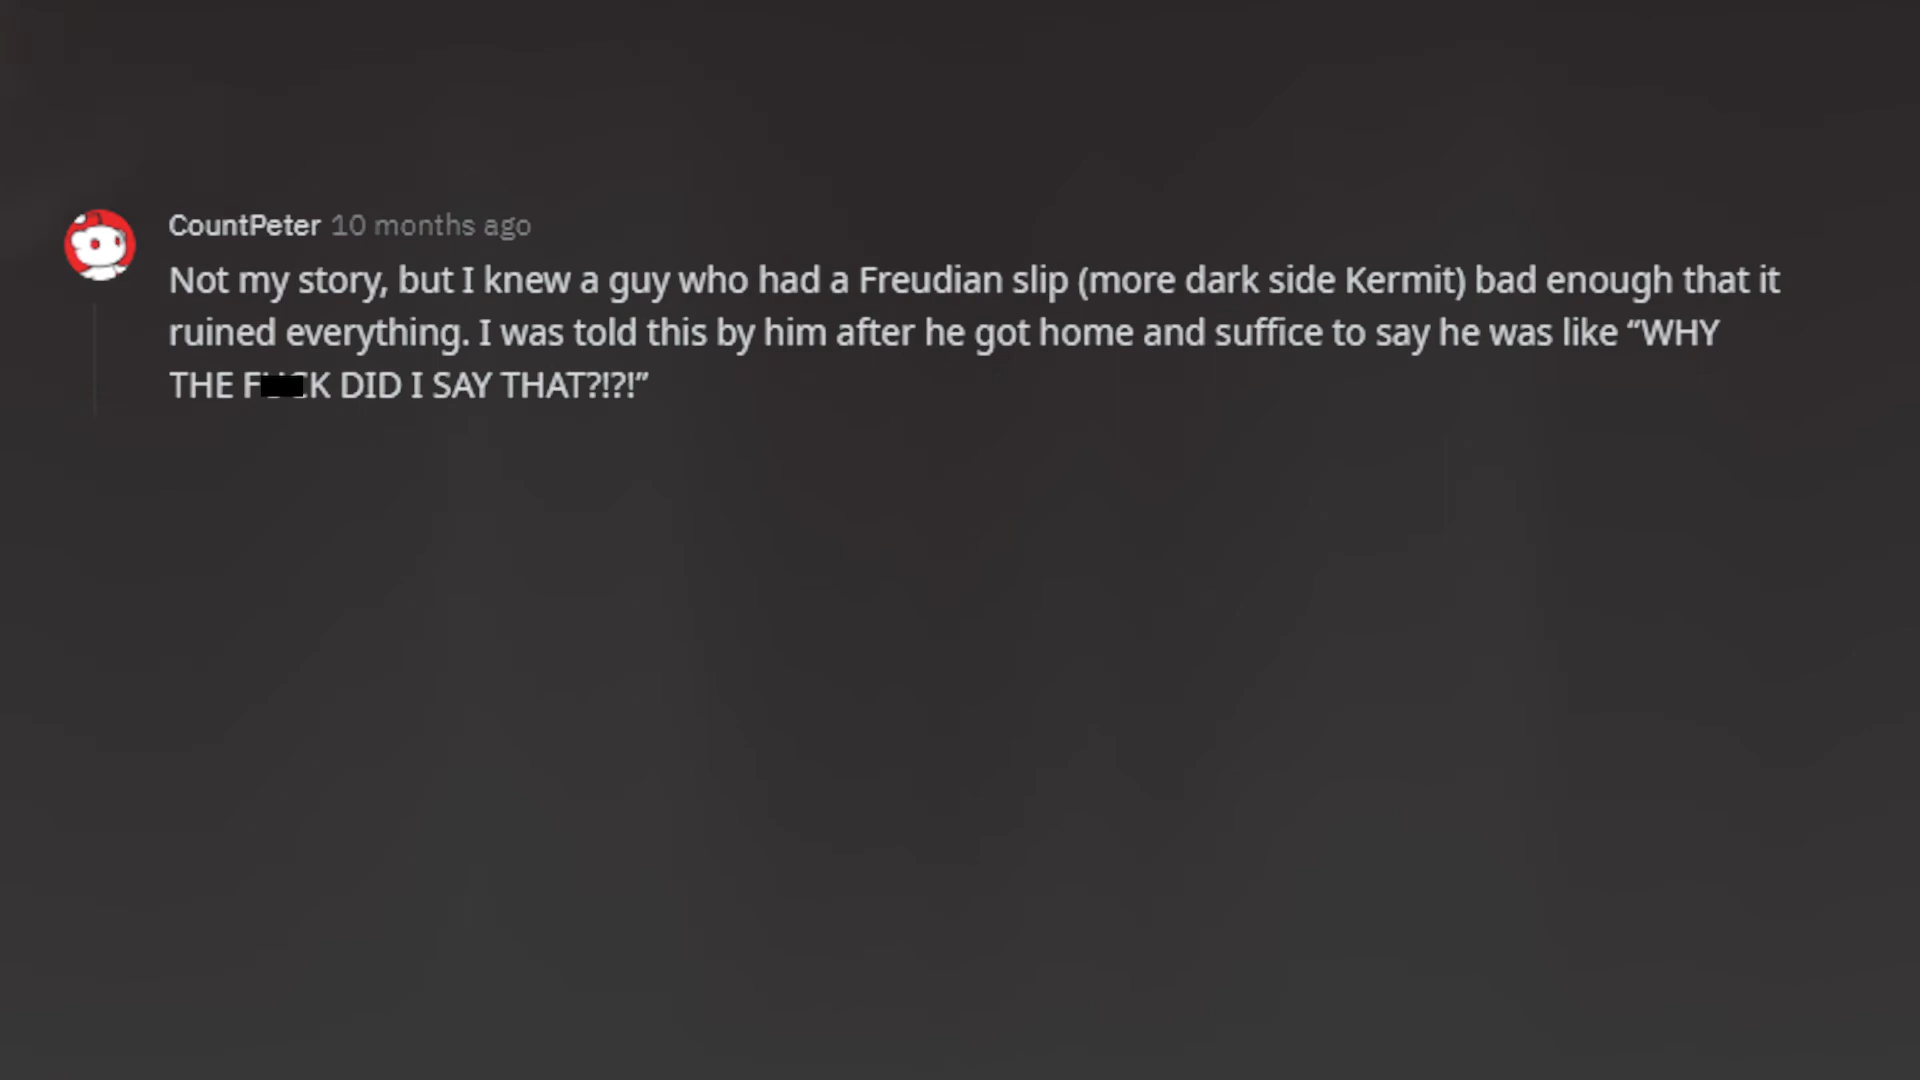 CountPeter 10 months ago
Not my story, but I knew a guy who had a Freudian slip (more dark side Kermit) bad enough that it
ruined everything. I was told this by him after he got home and suffice to say he was like “WHY
THE F CK DID I SAY THAT?!?!”